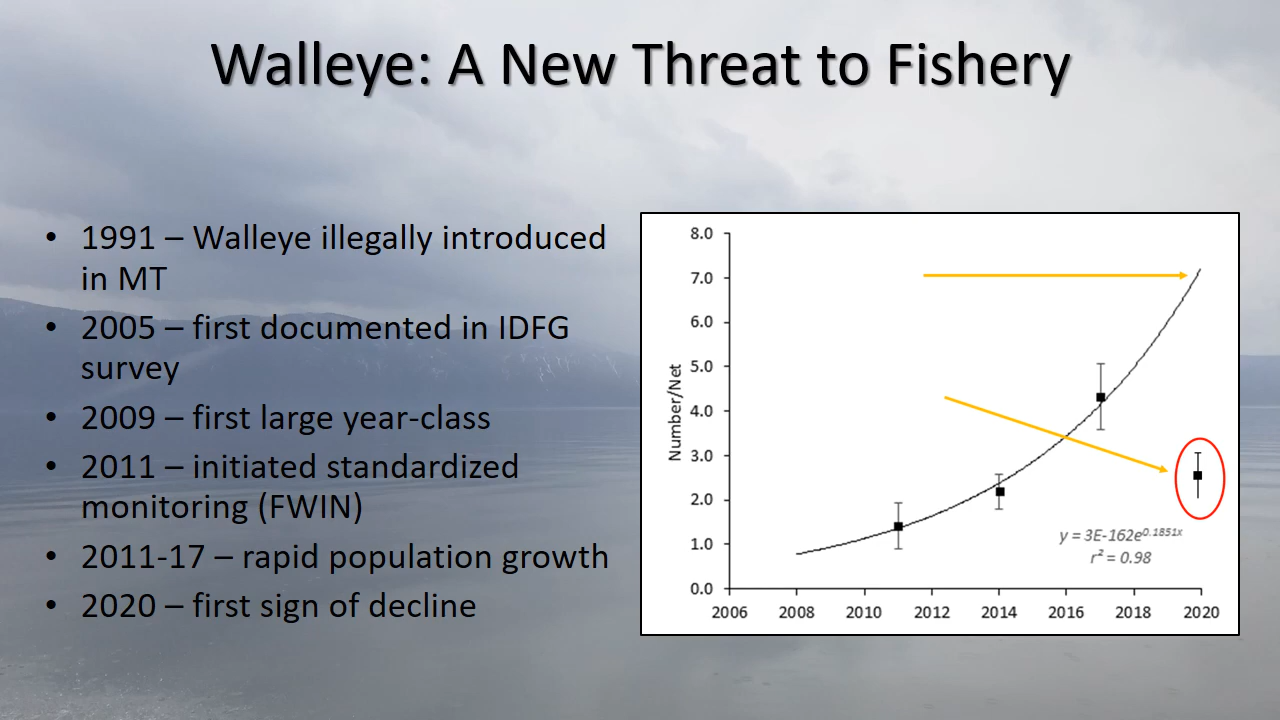 Walleye: A New Threat to Fishery
• 1991 – Walleye illegally introduced
in MT
• 2005 – first documented in IDFG
survey
• 2009 – first large year-class
• 2011 – initiated standardized
monitoring (FWIN)
• 2011-17 – rapid population growth
• 2020 – first sign of decline
8.0
7.0
6.0
5.0
4.0
3.0
2.0
1.0
0.0
Number/Net
y = 3E-162e^0.1851x
r² = 0.98
2006 2008 2010 2012 2014 2016 2018 2020